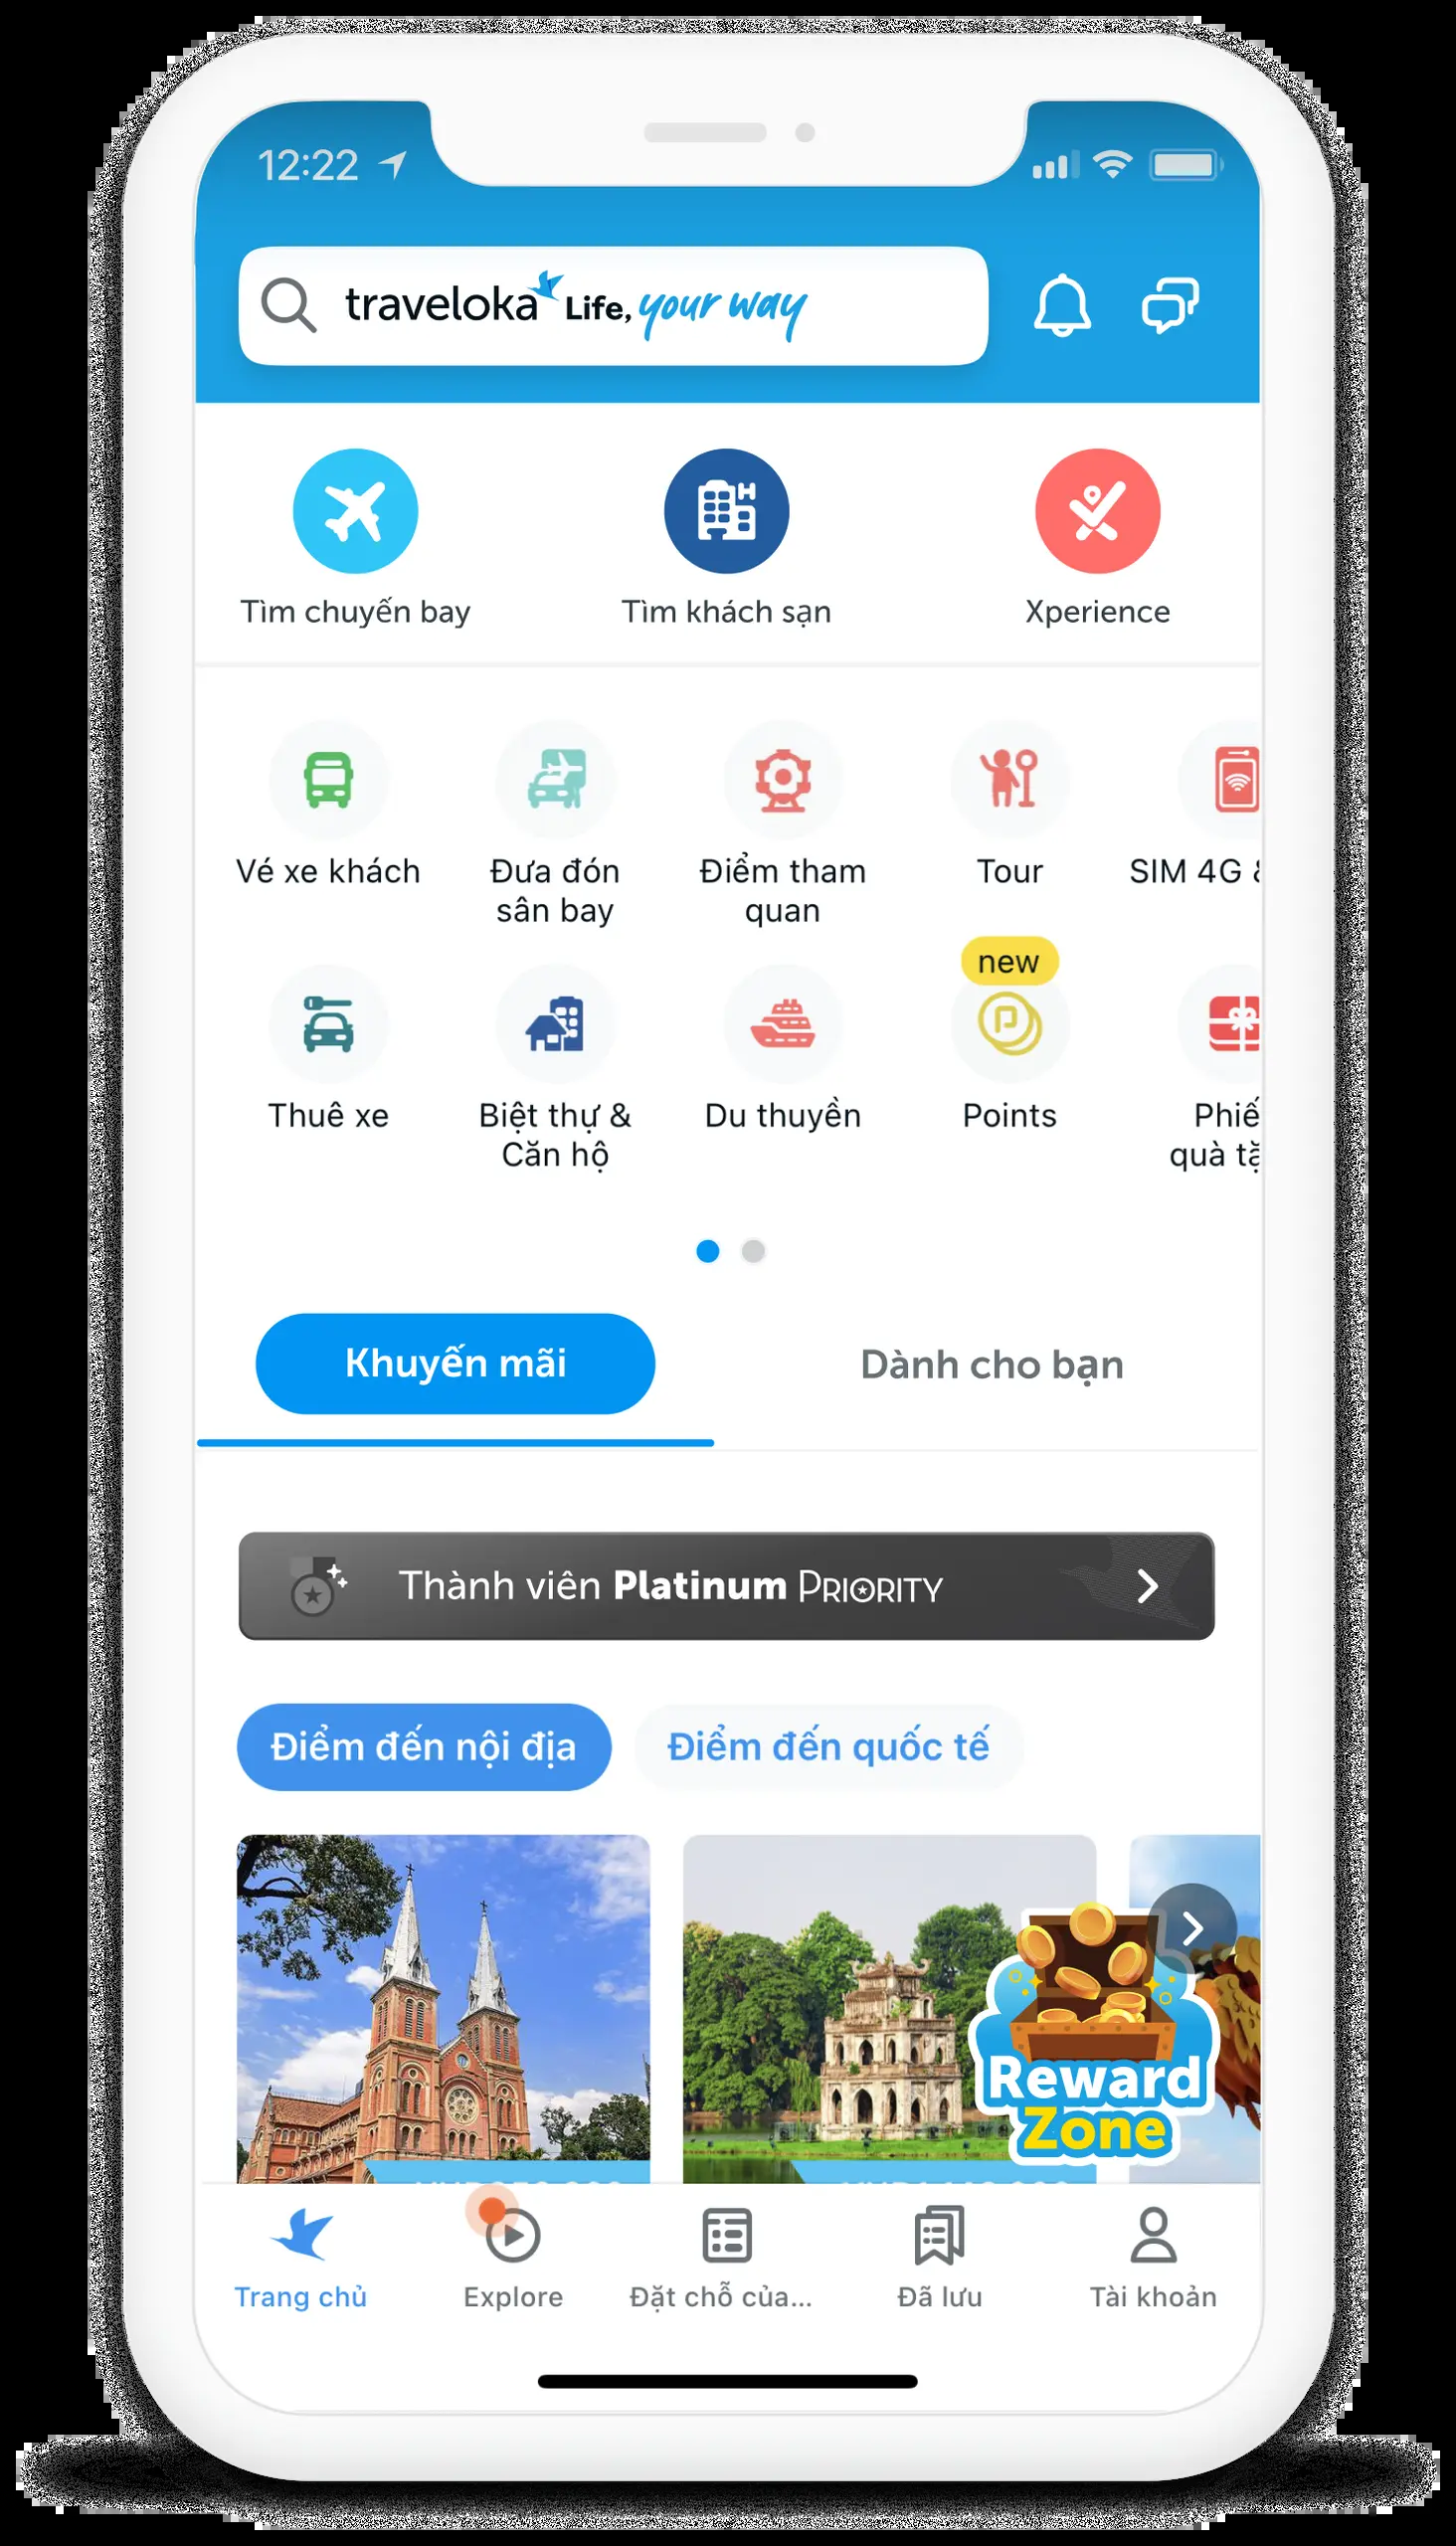 12:22
traveloka Life, your way
Tìm chuyến bay
Tìm khách sạn
Xperience
Vé xe khách
Đưa đón
sân bay
Điểm tham
quan
Tour
SIM 4G &
new
Thuê xe
Biệt thự &
Căn hộ
Du thuyền
P
Points
Phiế
quà tặ
Khuyến mãi
Dành cho bạn
Thành viên Platinum PRIORITY
Điểm đến nội địa
Điểm đến quốc tế
Reward
Zone
Trang chủ
Explore
Đặt chỗ của...
Đã lưu
Tài khoản